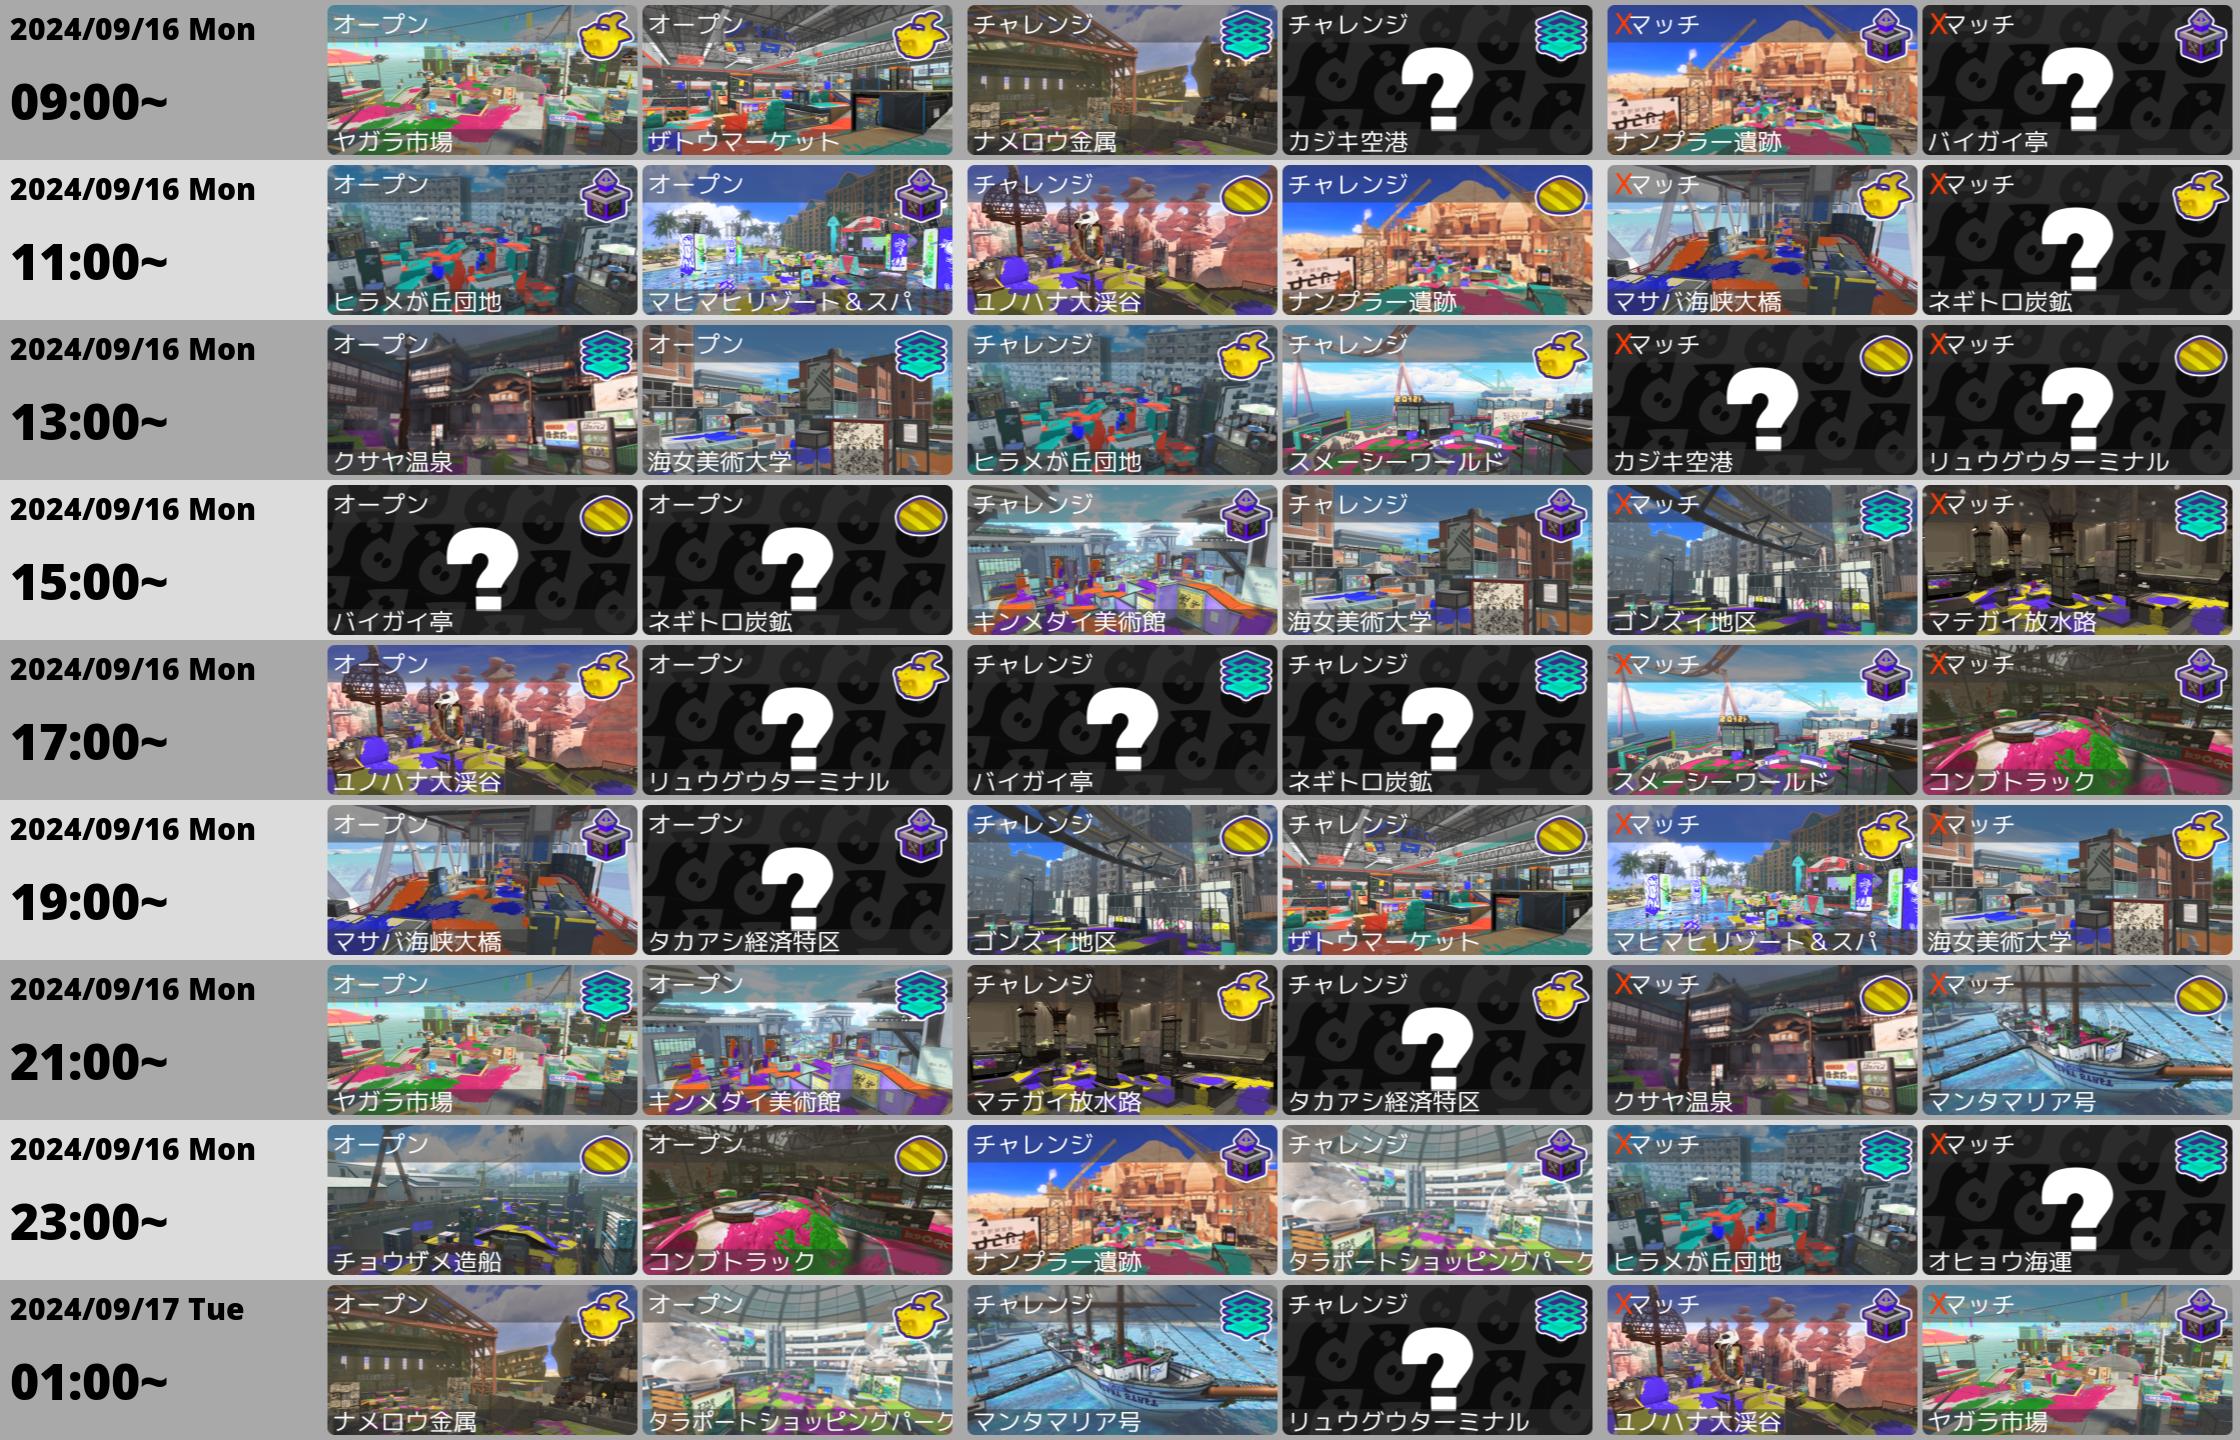 2024/09/16 Mon
09:00~
オープン
ヤガラ市場
オープン
ザトウマーケット
チャレンジ
ナメロウ金属
チャレンジ
カジキ空港
Xマッチ
ナンプラー遺跡
Xマッチ
バイガイ亭
2024/09/16 Mon
11:00~
オープン
ヒラメが丘団地
オープン
マヒマヒリゾート&スパ
チャレンジ
ユノハナ大渓谷
チャレンジ
ナンプラー遺跡
Xマッチ
マサバ海峡大橋
Xマッチ
ネギトロ炭鉱
2024/09/16 Mon
13:00~
オープン
クサヤ温泉
オープン
海女美術大学
チャレンジ
ヒラメが丘団地
チャレンジ
スメーシーワールド
Xマッチ
カジキ空港
Xマッチ
リュウグウターミナル
2024/09/16 Mon
15:00~
オープン
バイガイ亭
オープン
ネギトロ炭鉱
チャレンジ
キンメダイ美術館
チャレンジ
海女美術大学
Xマッチ
ゴンズイ地区
Xマッチ
マテガイ放水路
2024/09/16 Mon
17:00~
オープン
ユノハナ大渓谷
オープン
リュウグウターミナル
チャレンジ
バイガイ亭
チャレンジ
ネギトロ炭鉱
Xマッチ
スメーシーワールド
Xマッチ
コンブトラック
2024/09/16 Mon
19:00~
オープン
マサバ海峡大橋
オープン
タカアシ経済特区
チャレンジ
ゴンズイ地区
チャレンジ
ザトウマーケット
Xマッチ
マヒマヒリゾート&スパ
Xマッチ
海女美術大学
2024/09/16 Mon
21:00~
オープン
ヤガラ市場
オープン
キンメダイ美術館
チャレンジ
マテガイ放水路
チャレンジ
タカアシ経済特区
Xマッチ
クサヤ温泉
Xマッチ
マンタマリア号
2024/09/16 Mon
23:00~
オープン
チョウザメ造船
オープン
コンブトラック
チャレンジ
ナンプラー遺跡
チャレンジ
タラポートショッピングパーク
Xマッチ
ヒラメが丘団地
Xマッチ
オヒョウ海運
2024/09/17 Tue
01:00~
オープン
ナメロウ金属
オープン
タラポートショッピングパーク
チャレンジ
マンタマリア号
チャレンジ
リュウグウターミナル
Xマッチ
ユノハナ大渓谷
Xマッチ
ヤガラ市場